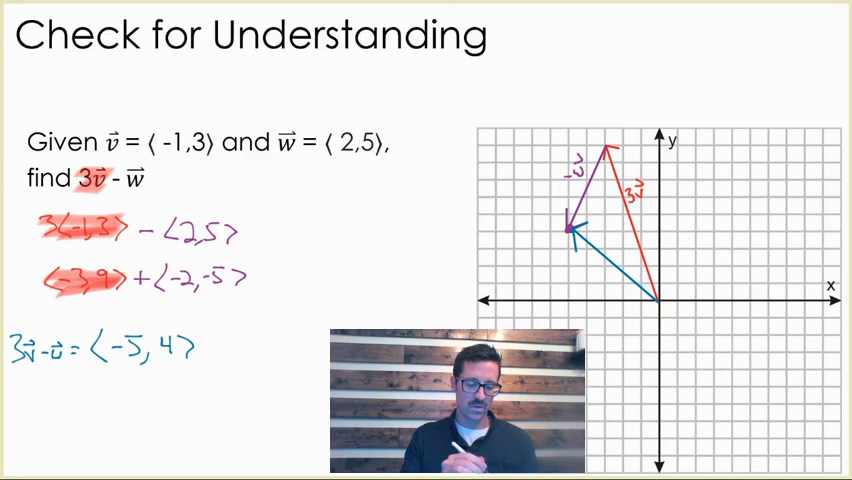 Check for Understanding
Given v⃗ = ⟨ -1,3⟩ and w⃗ = ⟨ 2,5⟩,
find 3v⃗ - w⃗
3⟨-1,3⟩ - ⟨2,5⟩
⟨-3,9⟩ + ⟨-2,-5⟩
3v⃗-u⃗ = ⟨-5, 4⟩
y
-u⃗
3v⃗
x